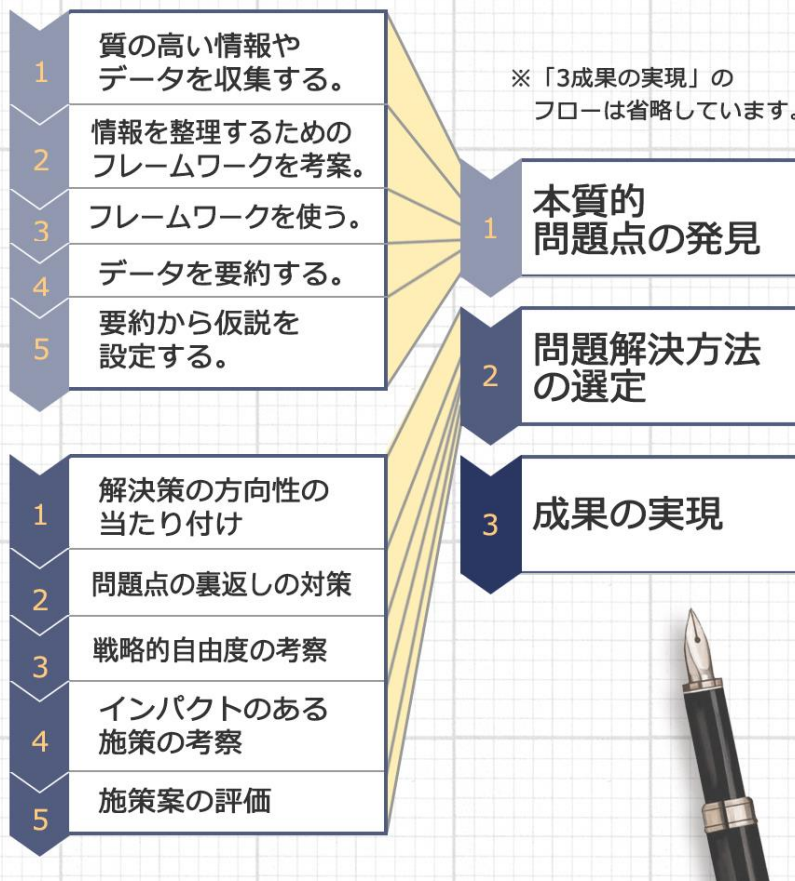 1
質の高い情報や
データを収集する。
2
情報を整理するための
フレームワークを考案。
3
フレームワークを使う。
4
データを要約する。
5
要約から仮説を
設定する。
1
解決策の方向性の
当たり付け
2
問題点の裏返しの対策
3
戦略的自由度の考察
4
インパクトのある
施策の考察
5
施策案の評価
※「3成果の実現」の
フローは省略しています。
1
本質的
問題点の発見
2
問題解決方法
の選定
3
成果の実現